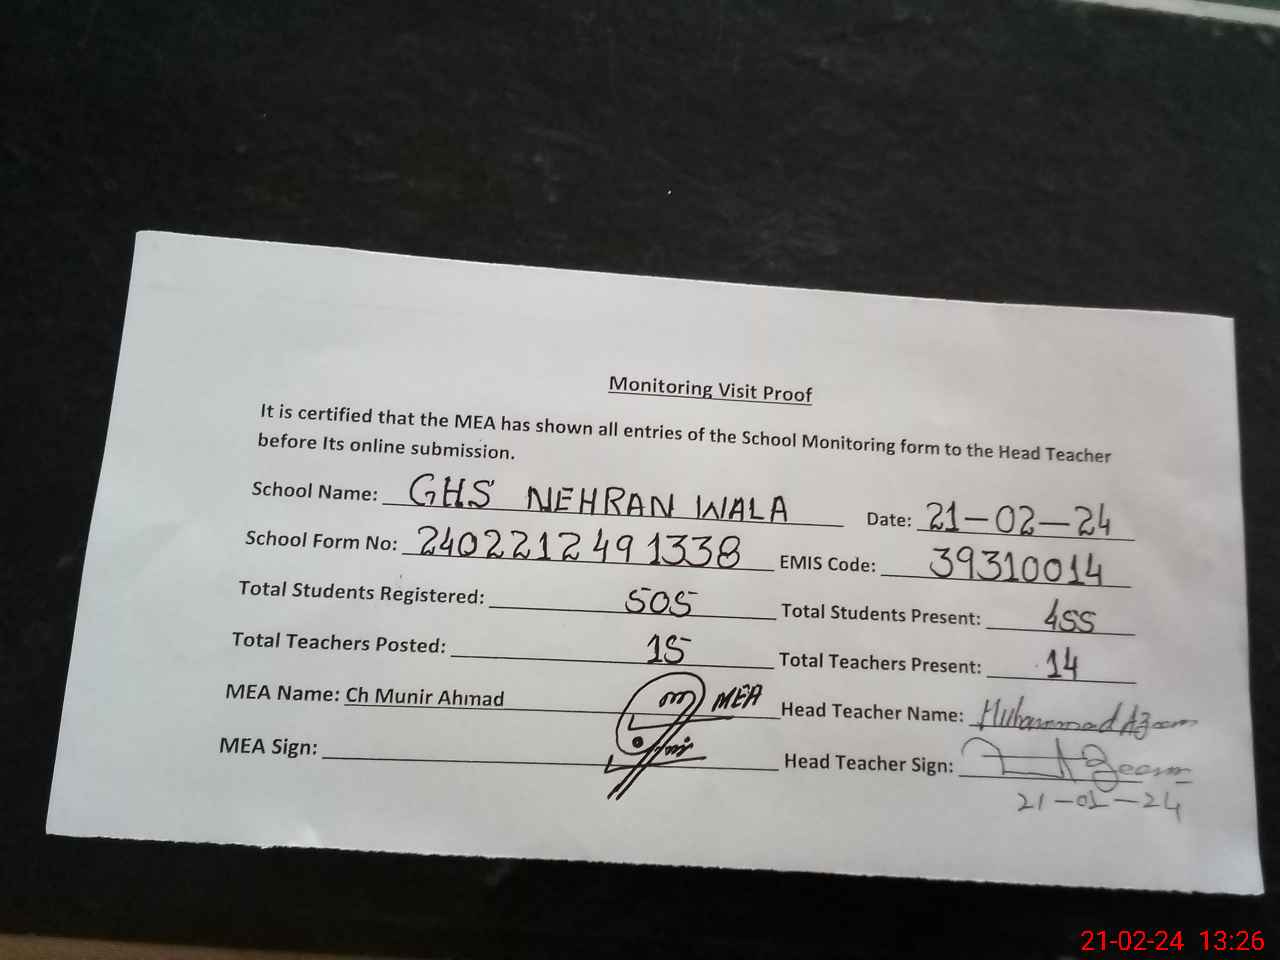 Monitoring Visit Proof
It is certified that the MEA has shown all entries of the School Monitoring form to the Head Teacher
before Its online submission.
School Name: GHS NEHRAN WALA Date: 21-02-24
School Form No: 2402212491338 EMIS Code: 39310014
Total Students Registered: 505 Total Students Present: 455
Total Teachers Posted: 15 Total Teachers Present: 14
MEA Name: Ch Munir Ahmad MEA Head Teacher Name: Muhammad Azeem
MEA Sign: Head Teacher Sign: Azeem
21-01-24
21-02-24 13:26